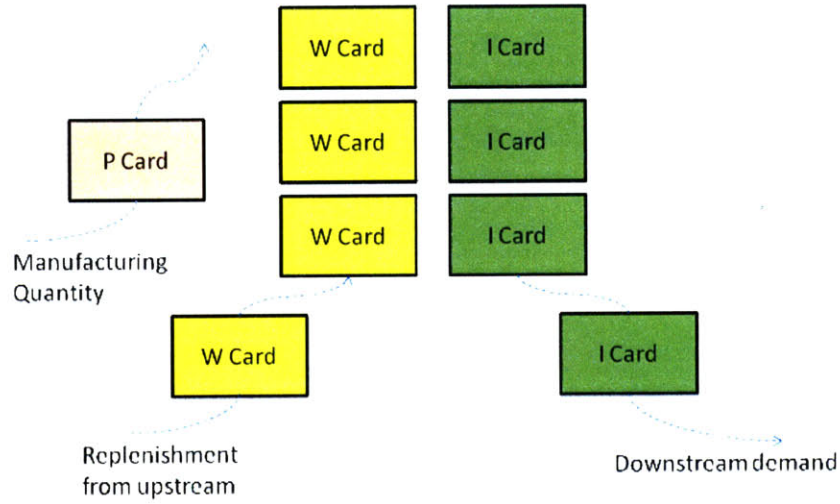 W Card
I Card
P Card
W Card
I Card
W Card
I Card
Manufacturing
Quantity
W Card
I Card
Replenishment
from upstream
Downstream demand